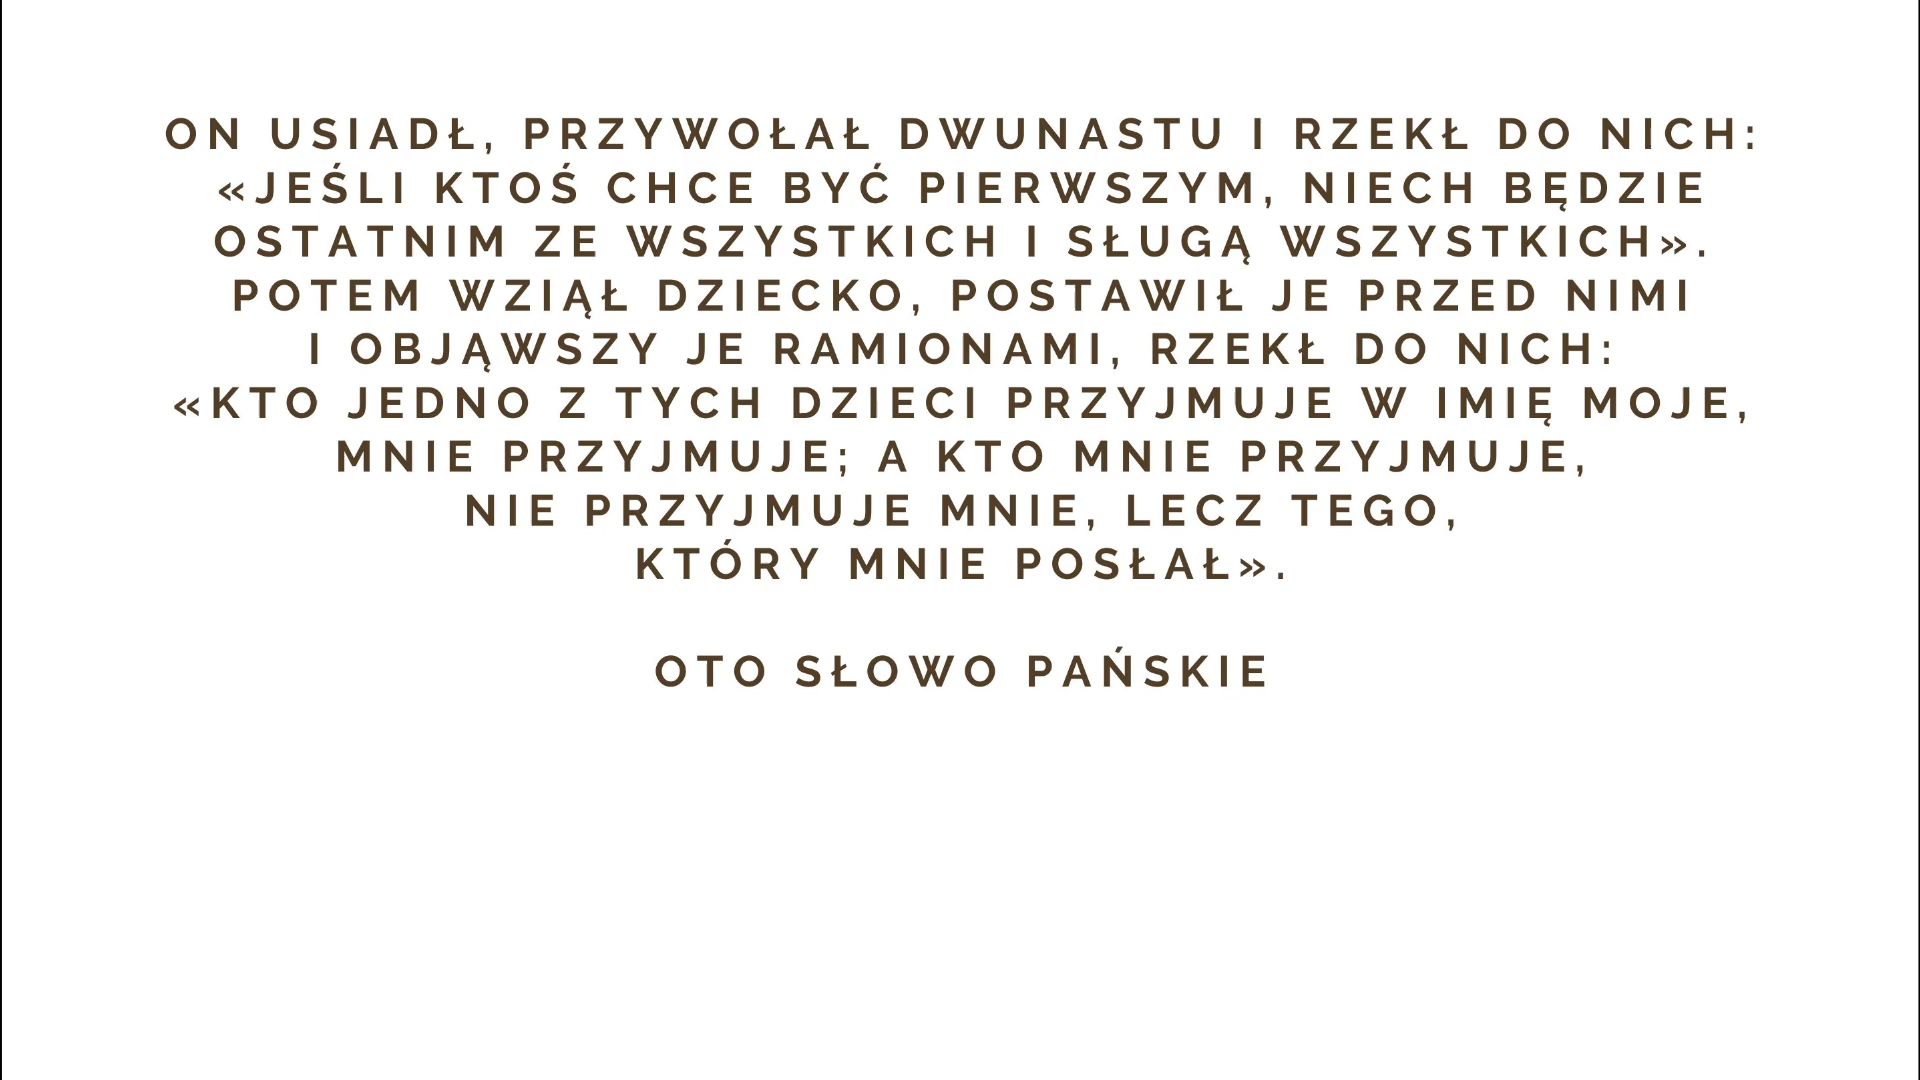 ON USIADŁ, PRZYWOŁAŁ DWUNASTU I RZEKŁ DO NICH:
«JEŚLI KTOŚ CHCE BYĆ PIERWSZYM, NIECH BĘDZIE
OSTATNIM ZE WSZYSTKICH I SŁUGĄ WSZYSTKICH».
POTEM WZIĄŁ DZIECKO, POSTAWIŁ JE PRZED NIMI
I OBJĄWSZY JE RAMIONAMI, RZEKŁ DO NICH:
«KTO JEDNO Z TYCH DZIECI PRZYJMUJE W IMIĘ MOJE,
MNIE PRZYJMUJE; A KTO MNIE PRZYJMUJE,
NIE PRZYJMUJE MNIE, LECZ TEGO,
KTÓRY MNIE POSŁAŁ».
OTO SŁOWO PAŃSKIE